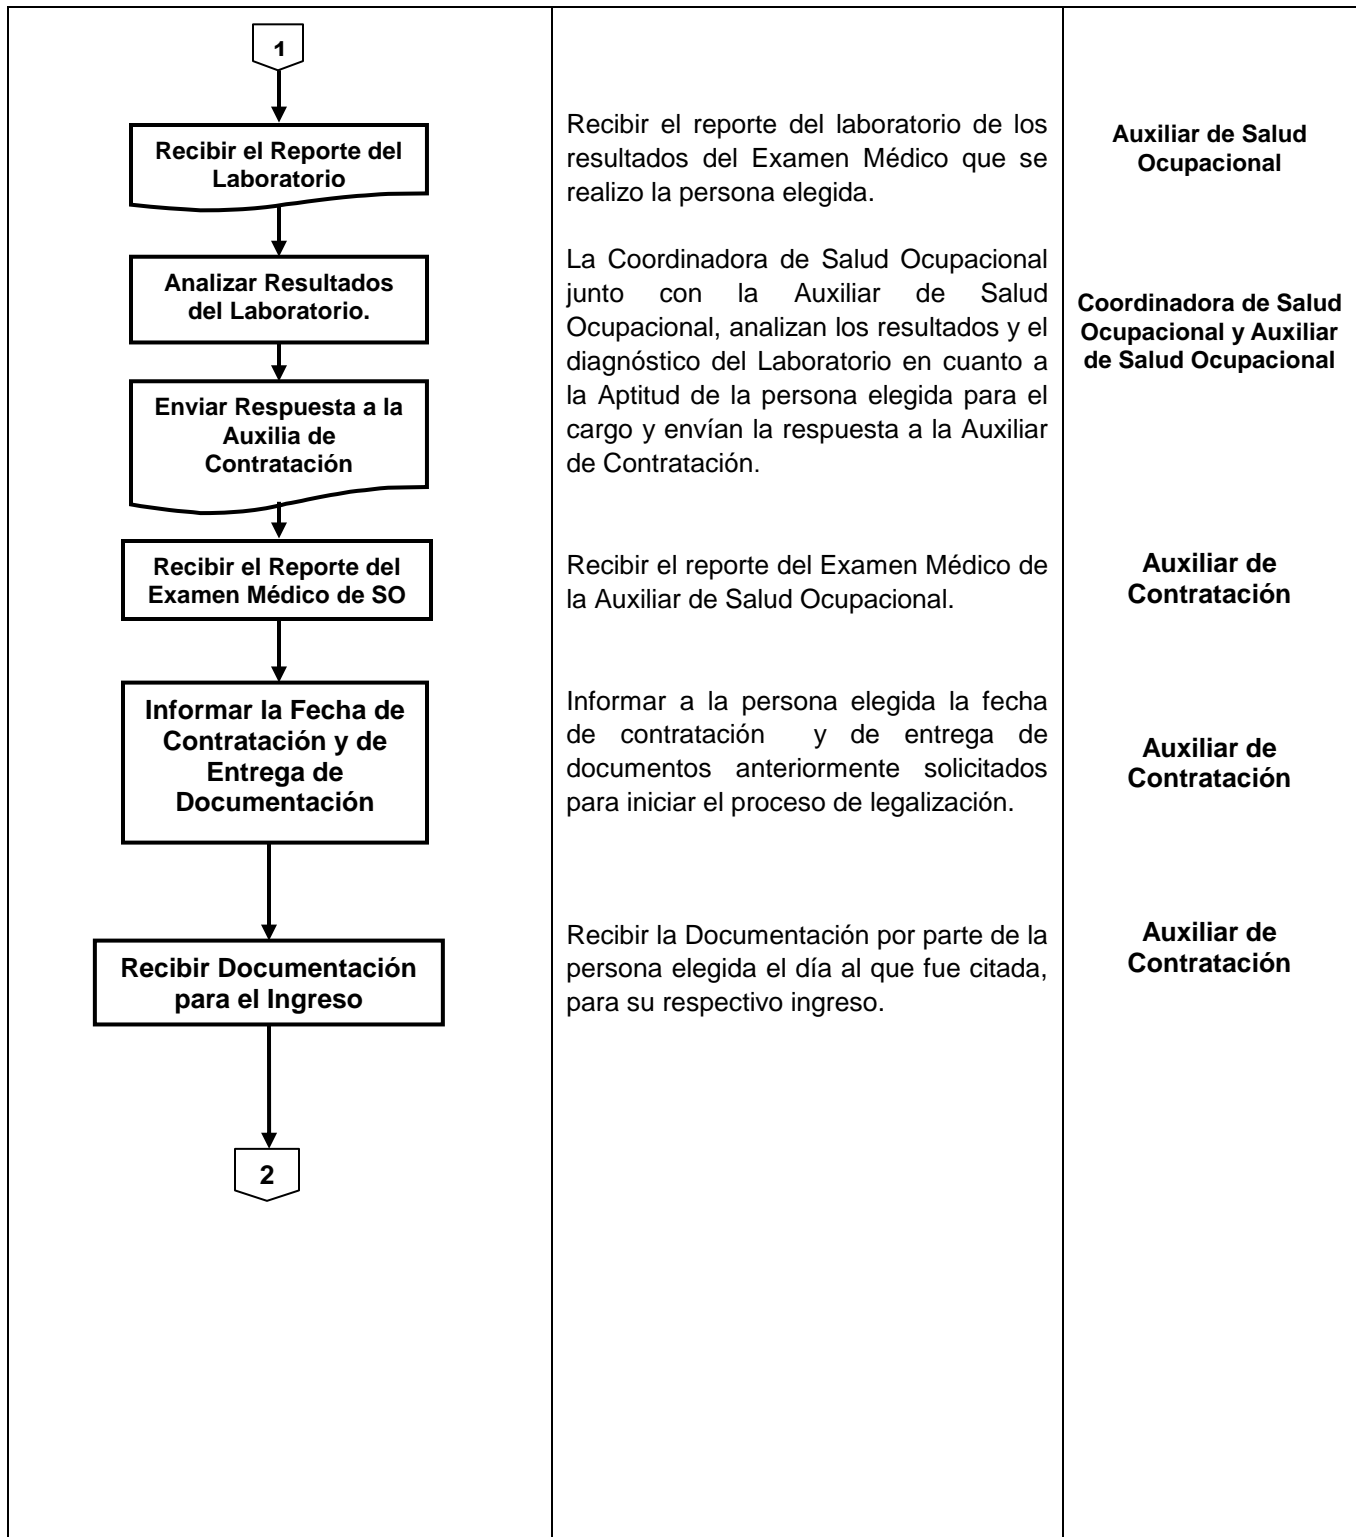 1
Recibir el Reporte del
Laboratorio
Recibir el reporte del laboratorio de los
resultados del Examen Médico que se
realizo la persona elegida.
Auxiliar de Salud
Ocupacional
Analizar Resultados
del Laboratorio.
Enviar Respuesta a la
Auxilia de
Contratación
La Coordinadora de Salud Ocupacional
junto con la Auxiliar de Salud
Ocupacional, analizan los resultados y el
diagnóstico del Laboratorio en cuanto a
la Aptitud de la persona elegida para el
cargo y envían la respuesta a la Auxiliar
de Contratación.
Coordinadora de Salud
Ocupacional y Auxiliar
de Salud Ocupacional
Recibir el Reporte del
Examen Médico de SO
Recibir el reporte del Examen Médico de
la Auxiliar de Salud Ocupacional.
Auxiliar de
Contratación
Informar la Fecha de
Contratación y de
Entrega de
Documentación
Informar a la persona elegida la fecha
de contratación y de entrega de
documentos anteriormente solicitados
para iniciar el proceso de legalización.
Auxiliar de
Contratación
Recibir Documentación
para el Ingreso
Recibir la Documentación por parte de la
persona elegida el día al que fue citada,
para su respectivo ingreso.
Auxiliar de
Contratación
2